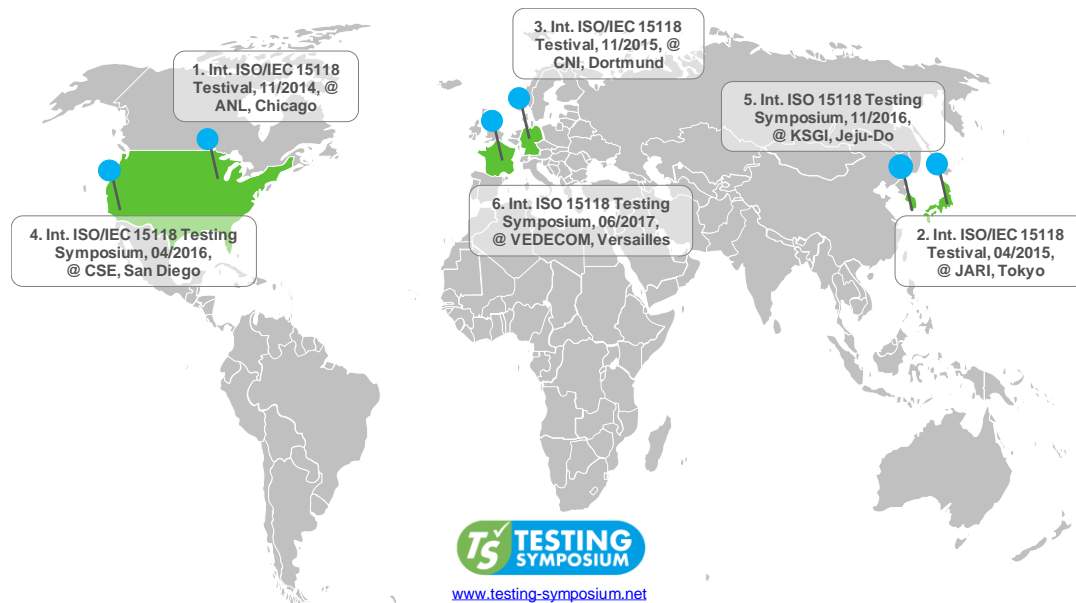 1. Int. ISO/IEC 15118
Testival, 11/2014, @
ANL, Chicago
3. Int. ISO/IEC 15118
Testival, 11/2015, @
CNI, Dortmund
5. Int. ISO 15118 Testing
Symposium, 11/2016,
@ KSGI, Jeju-Do
4. Int. ISO/IEC 15118 Testing
Symposium, 04/2016,
@ CSE, San Diego
6. Int. ISO 15118 Testing
Symposium, 06/2017,
@ VEDECOM, Versailles
2. Int. ISO/IEC 15118
Testival, 04/2015,
@ JARI, Tokyo
TS TESTING
SYMPOSIUM
www.testing-symposium.net